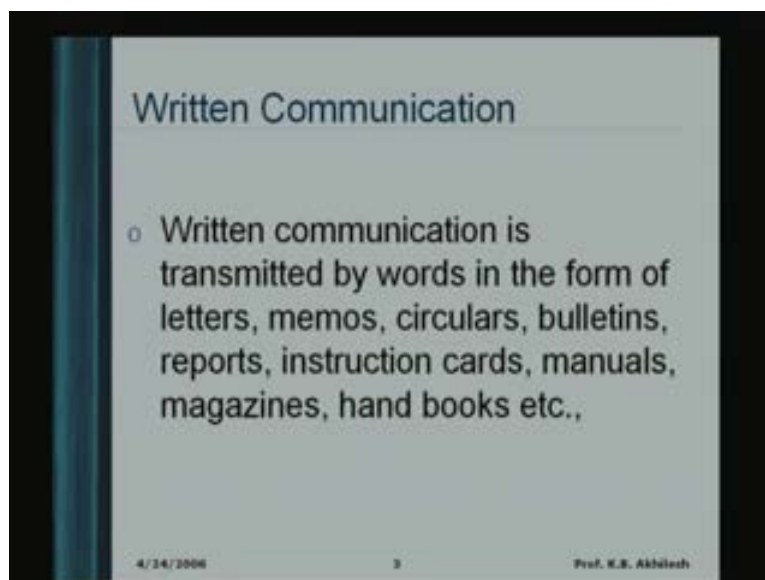 Written Communication
o Written communication is
transmitted by words in the form of
letters, memos, circulars, bulletins,
reports, instruction cards, manuals,
magazines, hand books etc.,
4/24/2006 3 Prof. K.B. Akhilesh